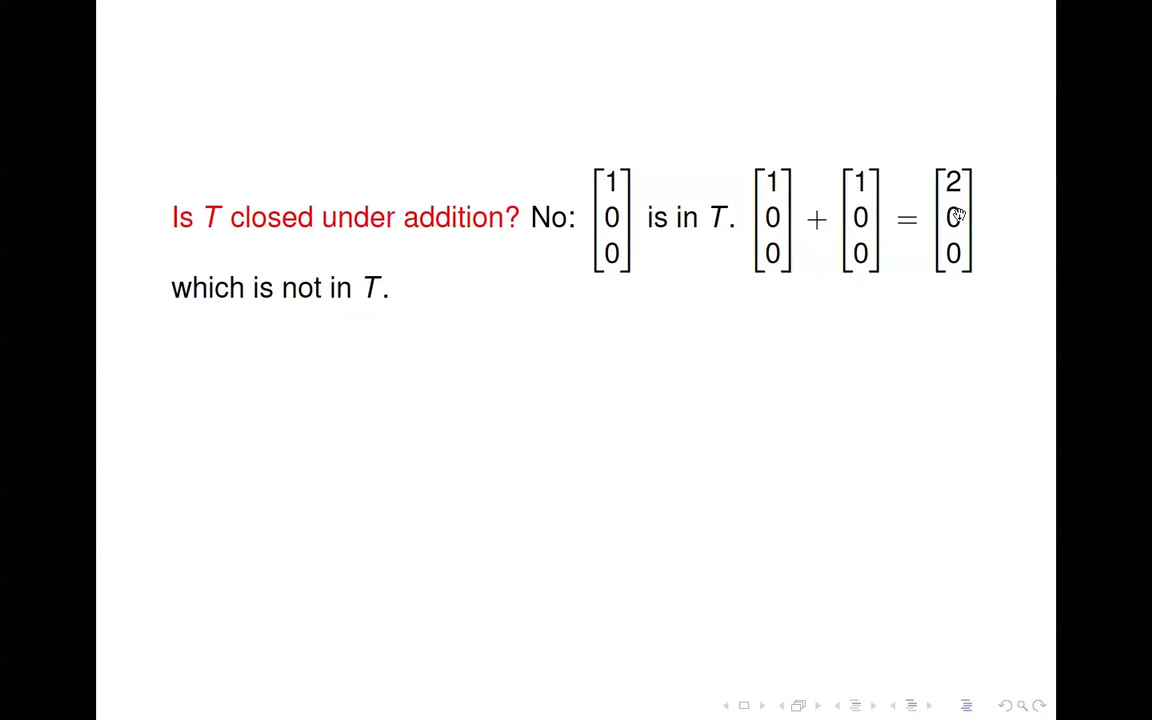 Is T closed under addition? No: [1 0 0] is in T. [1 0 0] + [1 0 0] = [2 0 0]
which is not in T.